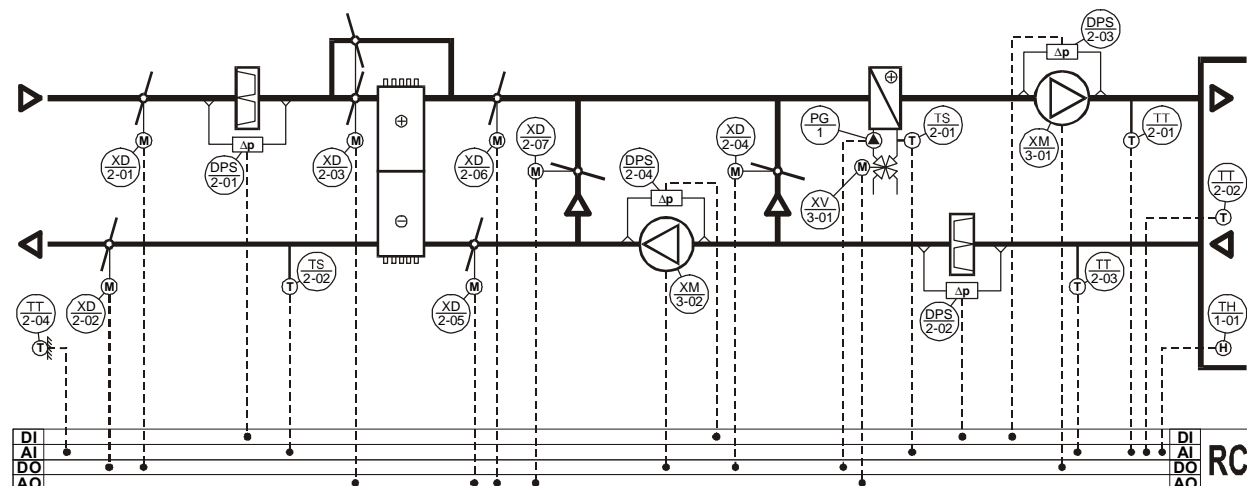 DPS
2-03
Δp
XD
2-07
XD
2-04
PG
1
TS
2-01
XM
3-01
TT
2-01
M
M
M
M
M
T
T
XD
2-01
Δp
DPS
2-01
XD
2-03
XD
2-06
DPS
2-04
Δp
M
XV
3-01
TT
2-02
T
TT
2-04
T
M
XD
2-02
T
TS
2-02
M
XD
2-05
XM
3-02
Δp
DPS
2-02
T
TT
2-03
TH
1-01
H
DI
AI
DO
AO
DI
AI
DO
AO
RC